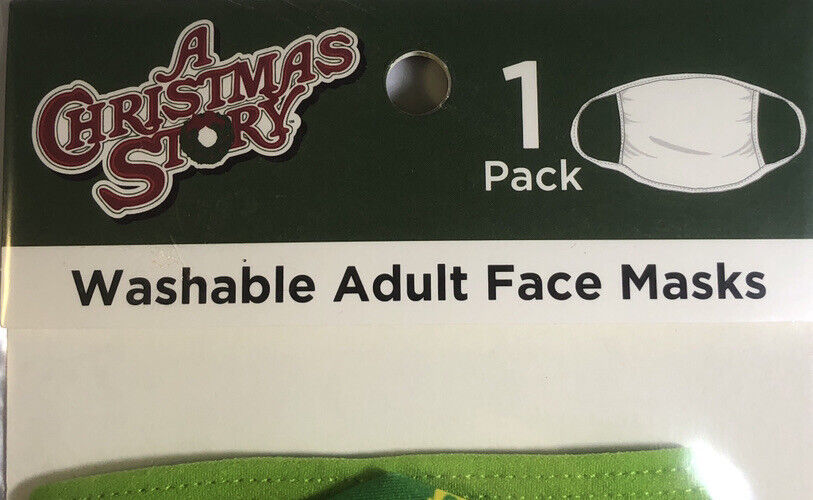 A
CHRISTMAS
STORY
1
Pack
Washable Adult Face Masks